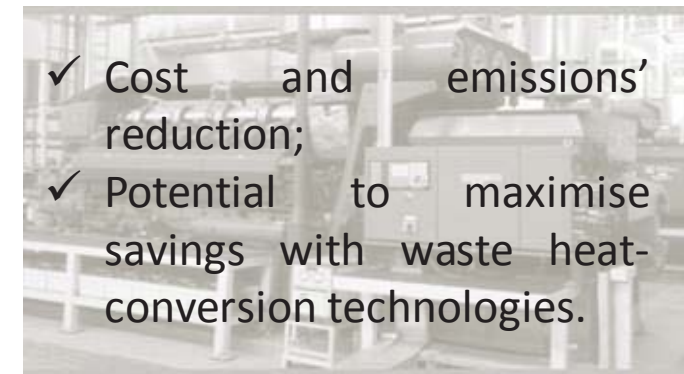 ✓ Cost and emissions’
reduction;
✓ Potential to maximise
savings with waste heat-
conversion technologies.